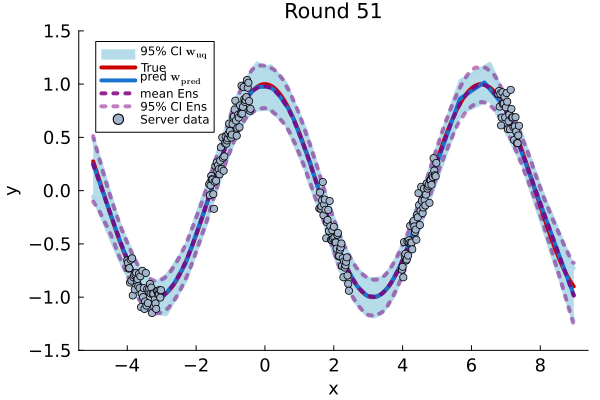 Round 51
1.5
1.0
0.5
0.0
−0.5
−1.0
−1.5
y
95% CI w_uq
True
pred w_pred
mean Ens
95% CI Ens
Server data
−4 −2 0 2 4 6 8
x